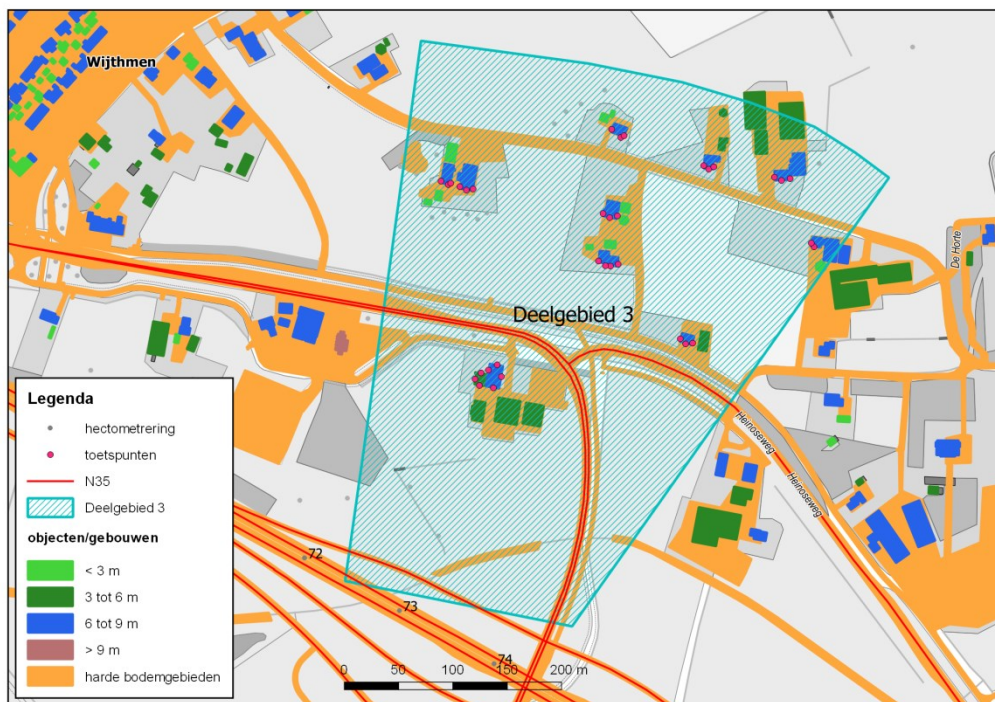 Wijthmen
De Horte
Deelgebied 3
Heinoseweg
Heinoseweg
Legenda
hectometrering
toetspunten
N35
Deelgebied 3
objecten/gebouwen
< 3 m
3 tot 6 m
6 tot 9 m
> 9 m
harde bodemgebieden
72
73
74
0 50 100 150 200 m